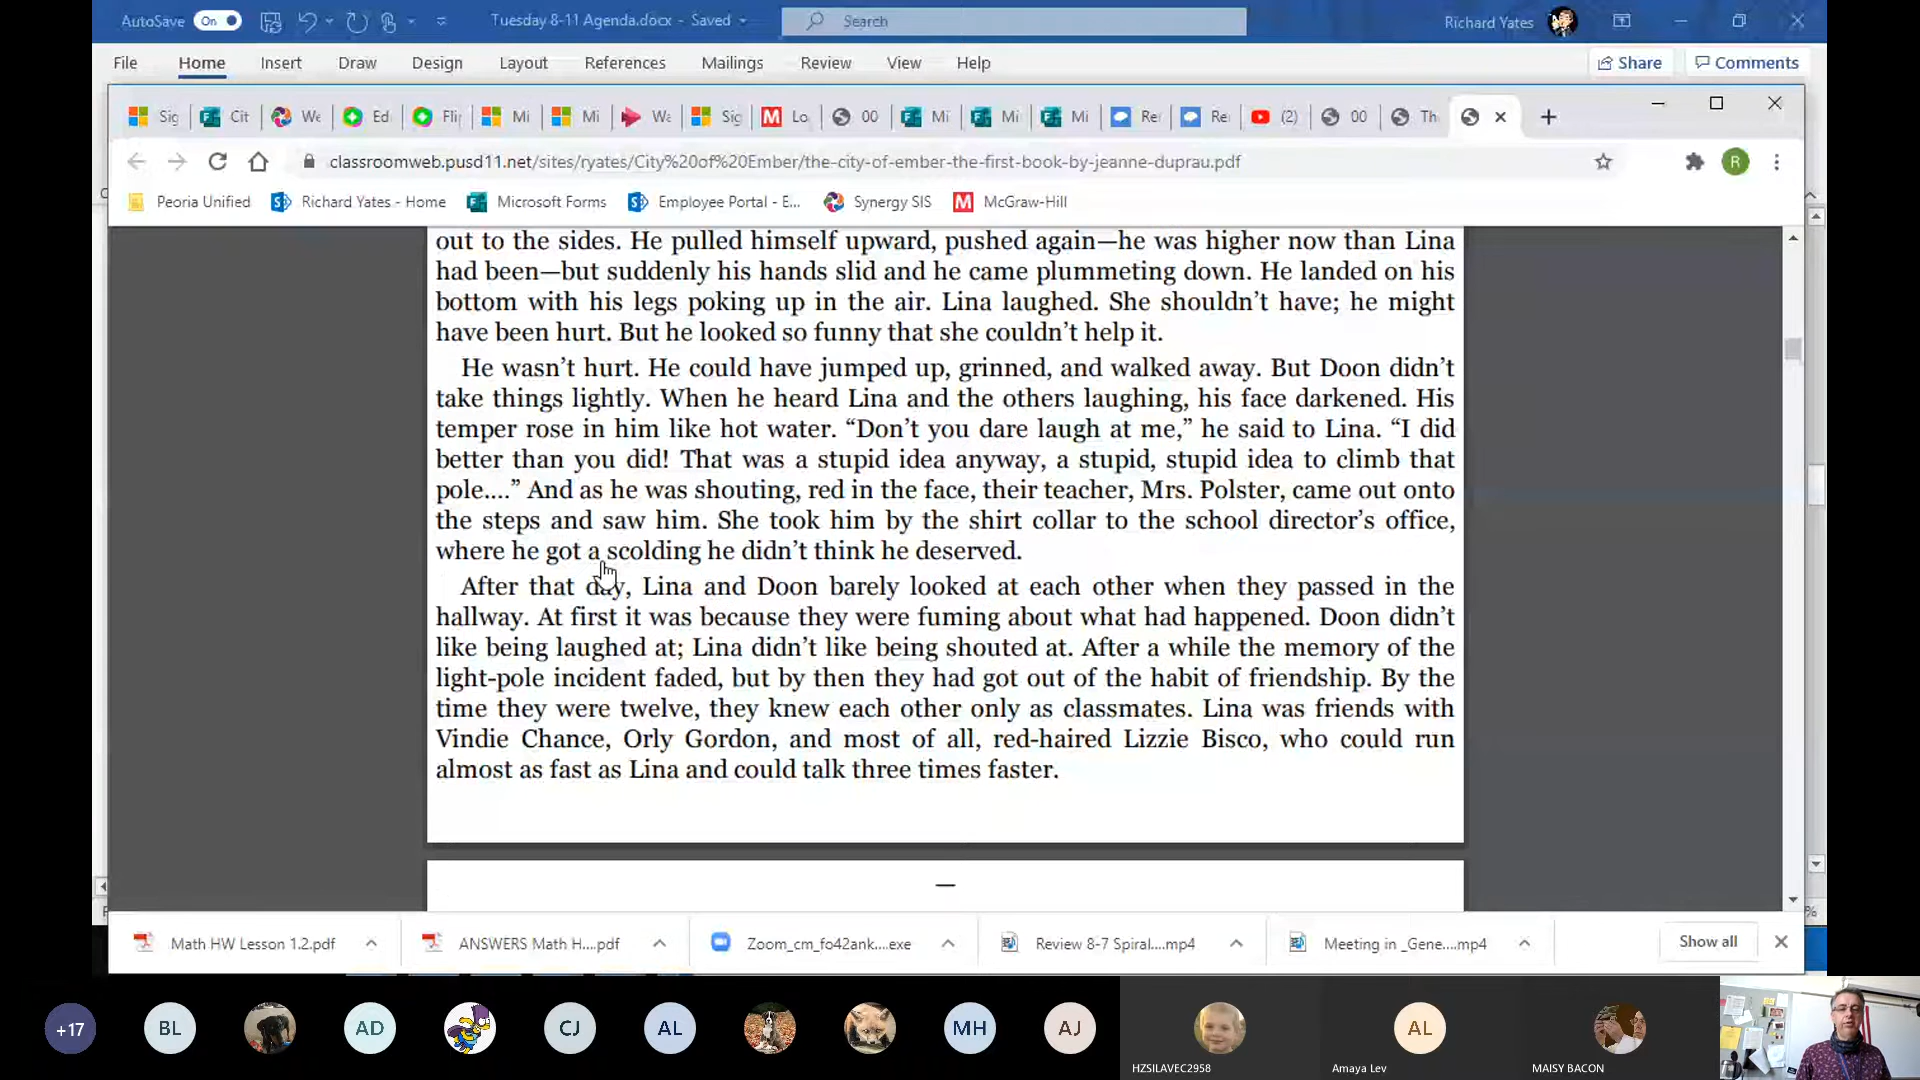 AutoSave On Tuesday 8-11 Agenda.docx - Saved Search Richard Yates
File Home Insert Draw Design Layout References Mailings Review View Help Share Comments
Sig Cit We Ed Fli Mi Mi We Sig Lo 00 Mi Mi Mi Re Re (2) 00 Th
classroomweb.pusd11.net/sites/ryates/City%20of%20Ember/the-city-of-ember-the-first-book-by-jeanne-duprau.pdf R
Peoria Unified Richard Yates - Home Microsoft Forms Employee Portal - E... Synergy SIS M McGraw-Hill
out to the sides. He pulled himself upward, pushed again—he was higher now than Lina
had been—but suddenly his hands slid and he came plummeting down. He landed on his
bottom with his legs poking up in the air. Lina laughed. She shouldn’t have; he might
have been hurt. But he looked so funny that she couldn’t help it.
He wasn’t hurt. He could have jumped up, grinned, and walked away. But Doon didn’t
take things lightly. When he heard Lina and the others laughing, his face darkened. His
temper rose in him like hot water. “Don’t you dare laugh at me,” he said to Lina. “I did
better than you did! That was a stupid idea anyway, a stupid, stupid idea to climb that
pole....” And as he was shouting, red in the face, their teacher, Mrs. Polster, came out onto
the steps and saw him. She took him by the shirt collar to the school director’s office,
where he got a scolding he didn’t think he deserved.
After that day, Lina and Doon barely looked at each other when they passed in the
hallway. At first it was because they were fuming about what had happened. Doon didn’t
like being laughed at; Lina didn’t like being shouted at. After a while the memory of the
light-pole incident faded, but by then they had got out of the habit of friendship. By the
time they were twelve, they knew each other only as classmates. Lina was friends with
Vindie Chance, Orly Gordon, and most of all, red-haired Lizzie Bisco, who could run
almost as fast as Lina and could talk three times faster.
Math HW Lesson 1.2.pdf ANSWERS Math H....pdf Zoom_cm_fo42ank....exe Review 8-7 Spiral....mp4 Meeting in _Gene....mp4 Show all
+17 BL AD CJ AL MH AJ AL
HZSILAVEC2958 Amaya Lev MAISY BACON